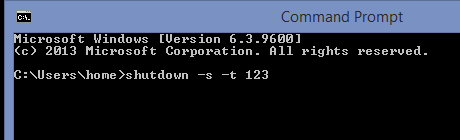 C:\.
Command Prompt
Microsoft Windows [Version 6.3.9600]
(c) 2013 Microsoft Corporation. All rights reserved.
C:\Users\home>shutdown -s -t 123